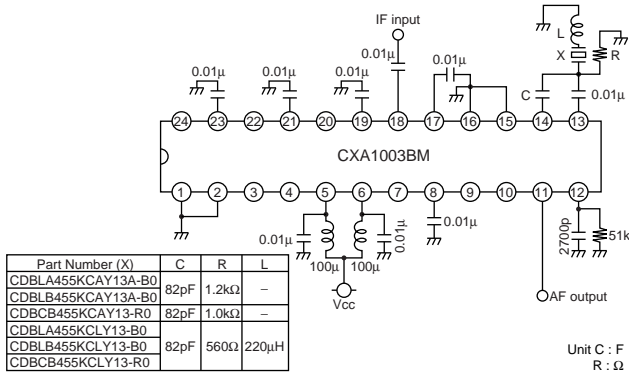 IF input
L
X
R
0.01μ
0.01μ 0.01μ 0.01μ 0.01μ
C 0.01μ
24 23 22 21 20 19 18 17 16 15 14 13
CXA1003BM
1 2 3 4 5 6 7 8 9 10 11 12
0.01μ 0.01μ 0.01μ 2700p 51k
100μ 100μ
Vcc
AF output
Part Number (X) C R L
CDBLA455KCAY13A-B0
82pF 1.2kΩ –
CDBLB455KCAY13A-B0
CDBCB455KCAY13-R0 82pF 1.0kΩ –
CDBLA455KCLY13-B0
CDBLB455KCLY13-B0 82pF 560Ω 220μH
CDBCB455KCLY13-R0
Unit C : F
R : Ω